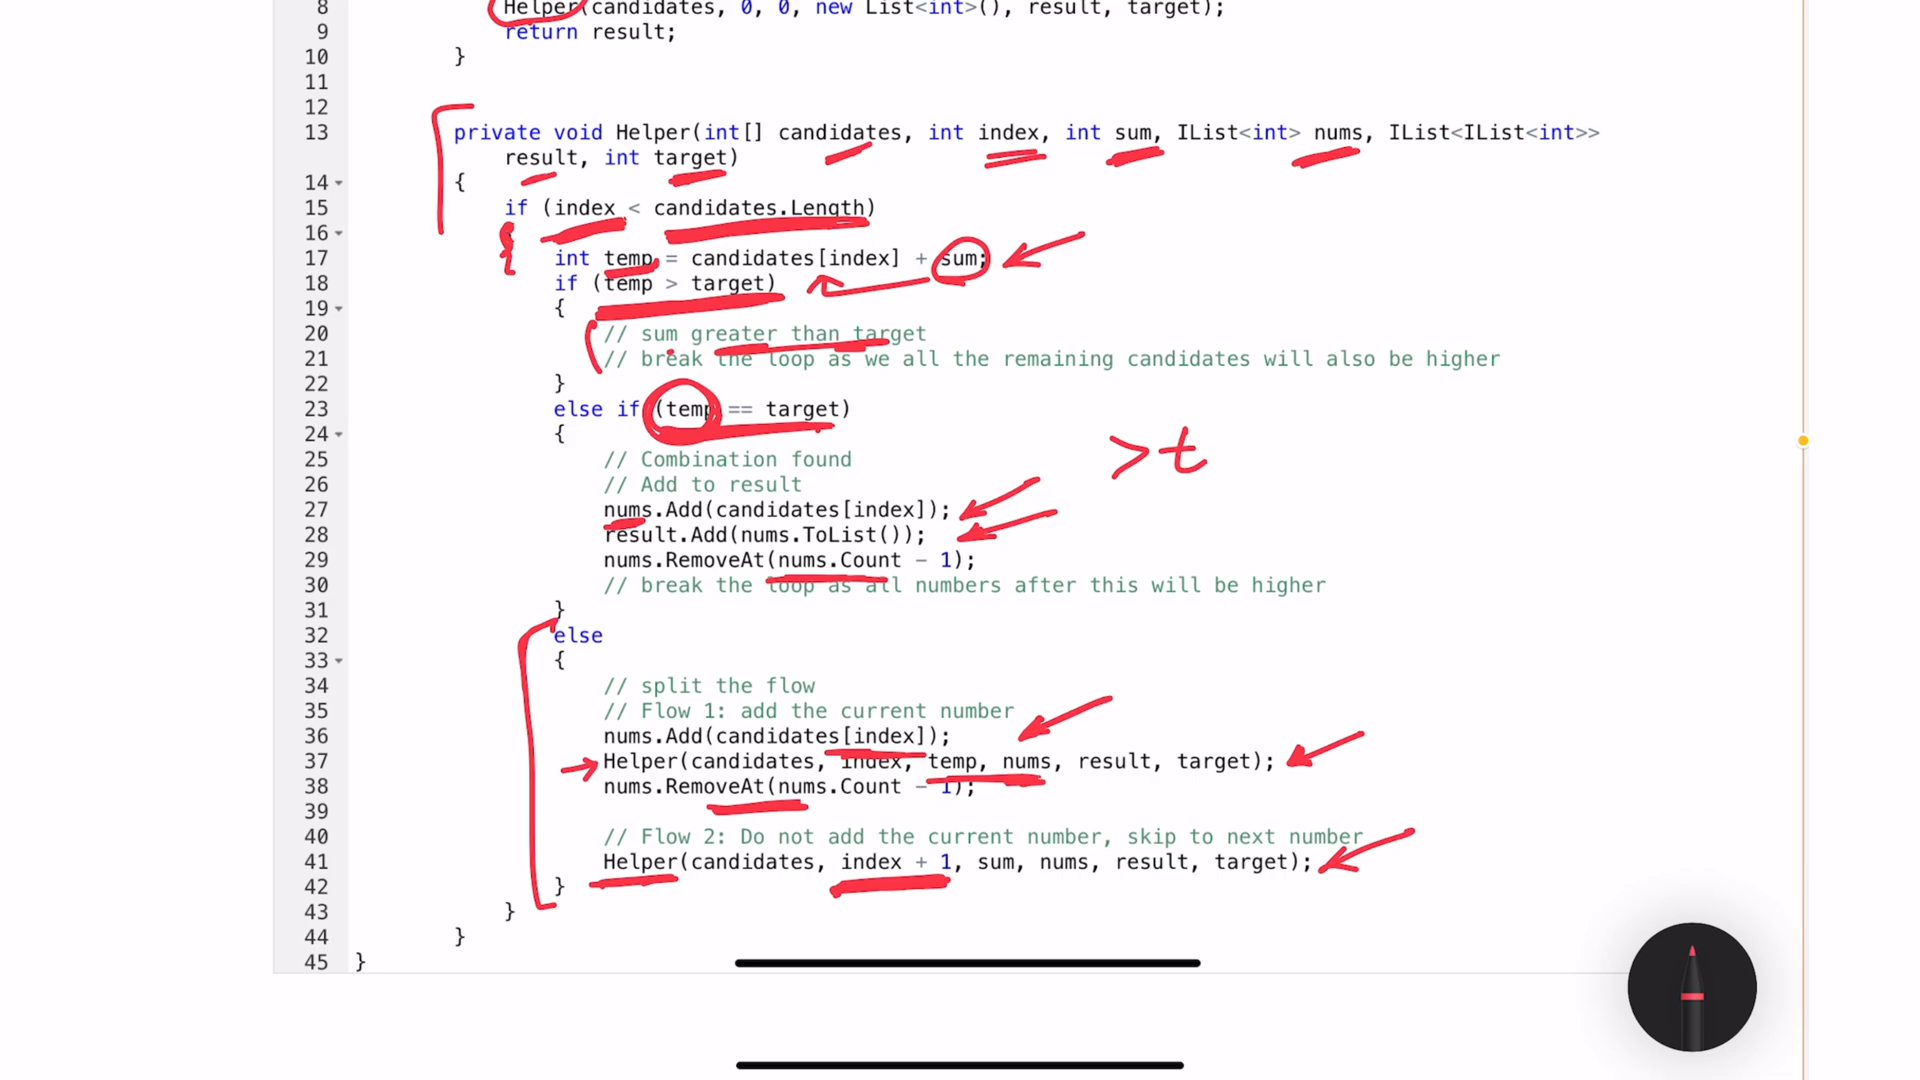 8 Helper(candidates, 0, 0, new List<int>(), result, target);
9 return result;
10 }
11
12
13 private void Helper(int[] candidates, int index, int sum, IList<int> nums, IList<IList<int>>
result, int target)
14 {
15 if (index < candidates.Length)
16 {
17 int temp = candidates[index] + sum;
18 if (temp > target)
19 {
20 // sum greater than target
21 // break the loop as we all the remaining candidates will also be higher
22 }
23 else if (temp == target)
24 {
>t
25 // Combination found
26 // Add to result
27 nums.Add(candidates[index]);
28 result.Add(nums.ToList());
29 nums.RemoveAt(nums.Count - 1);
30 // break the loop as all numbers after this will be higher
31 }
32 else
33 {
34 // split the flow
35 // Flow 1: add the current number
36 nums.Add(candidates[index]);
37 Helper(candidates, index, temp, nums, result, target);
38 nums.RemoveAt(nums.Count - 1);
39
40 // Flow 2: Do not add the current number, skip to next number
41 Helper(candidates, index + 1, sum, nums, result, target);
42 }
43 }
44 }
45 }